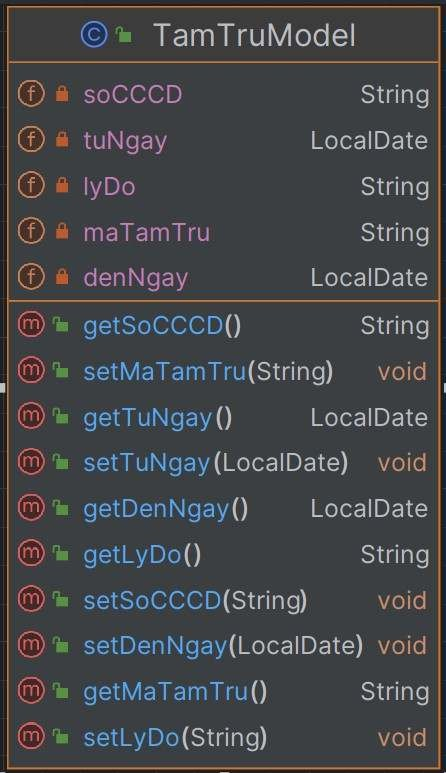 C TamTruModel
f soCCCD String
f tuNgay LocalDate
f lyDo String
f maTamTru String
f denNgay LocalDate
m getSoCCCD() String
m setMaTamTru(String) void
m getTuNgay() LocalDate
m setTuNgay(LocalDate) void
m getDenNgay() LocalDate
m getLyDo() String
m setSoCCCD(String) void
m setDenNgay(LocalDate) void
m getMaTamTru() String
m setLyDo(String) void